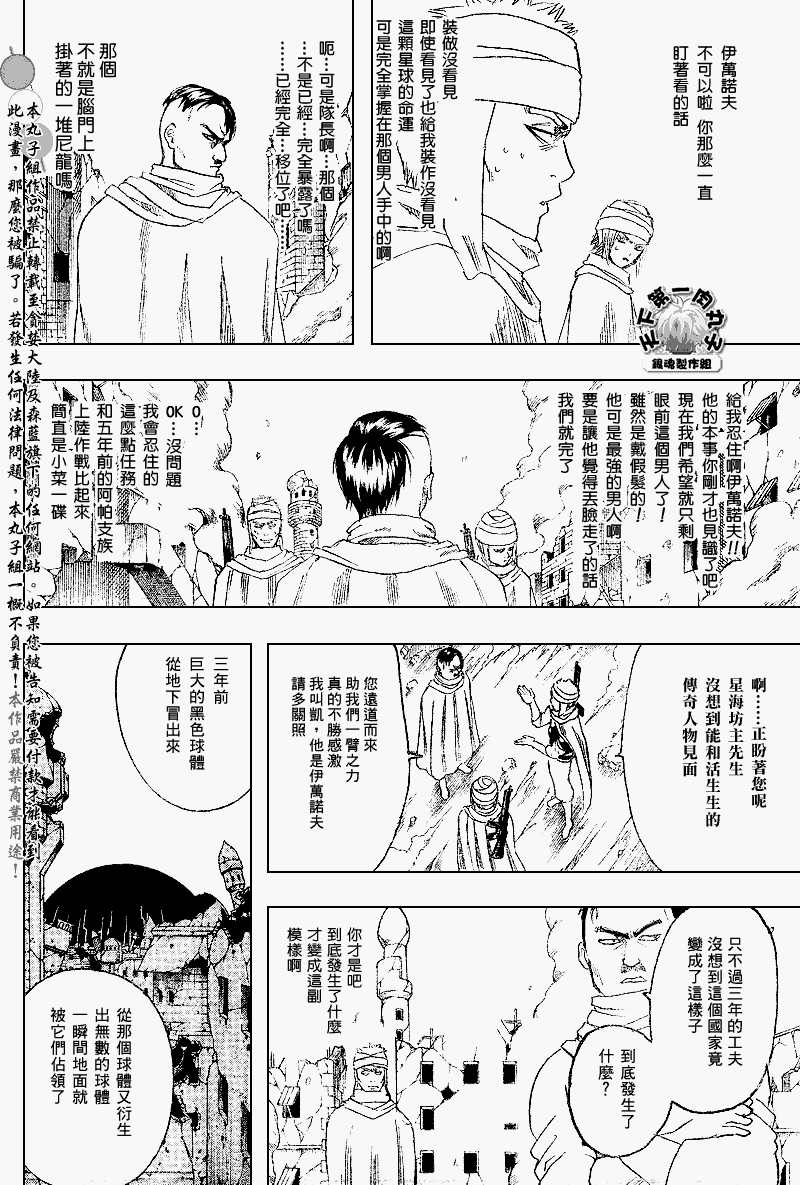 伊萬諾夫
不可以啦 你那麼一直
盯著看的話
裝做沒看見
即使看見了也給我裝作沒看見
這顆星球的命運
可是完全掌握在那個男人手中的啊
呃…可是隊長啊…那個
…不是已經…完全暴露了嗎…
……已經完全…移位了吧……
那個
不就是腦門上
掛著的一堆尼龍嗎
天下第一肉丸子
銀魂製作組
給我忍住啊伊萬諾夫!!
他的本事你剛才也見識了吧
現在我們希望就只剩
眼前這個男人了!
雖然是戴假髮的!
他可是最強的男人啊
要是讓他覺得丟臉走了的話
我們就完了
O…
OK…沒問題
我會忍住的
這麼點任務
和五年前的阿帕支族
上陸作戰比起來
簡直是小菜一碟
啊……正盼著您呢
星海坊主先生
沒想到能和活生生的
傳奇人物見面
您遠道而來
助我們一臂之力
真的不勝感激
我叫凱,他是伊萬諾夫
請多關照
三年前
巨大的黑色球體
從地下冒出來
從那個球體又衍生
出無數的球體
一瞬間地面就
被它們佔領了
只不過三年的工夫
沒想到這個國家竟
變成了這樣子
到底發生了
什麼?
你才是吧
到底發生了什麼
才變成這副
模樣啊
本丸子組作品禁止轉載至貪婪大陸及森藍旗下的任何網站。如果您被告知需要付款才能看到
此漫畫,那麼您被騙了。若發生任何法律問題,本丸子組一概不負責!本作品嚴禁商業用途!